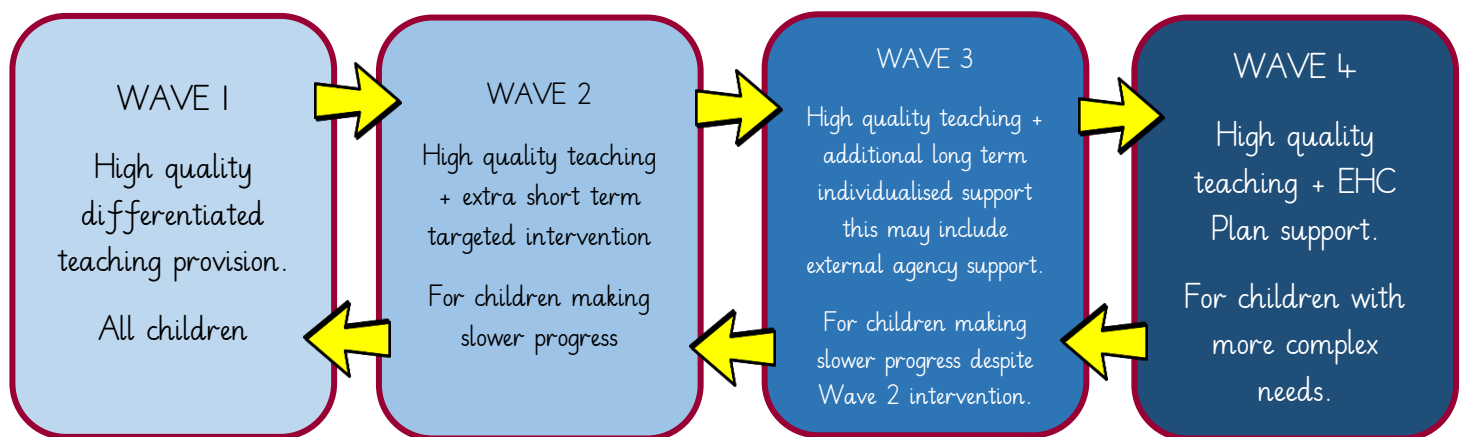 WAVE 1
High quality
differentiated
teaching provision.
All children
WAVE 2
High quality teaching
+ extra short term
targeted intervention
For children making
slower progress
WAVE 3
High quality teaching +
additional long term
individualised support
this may include
external agency support.
For children making
slower progress despite
Wave 2 intervention.
WAVE 4
High quality
teaching + EHC
Plan support.
For children with
more complex
needs.